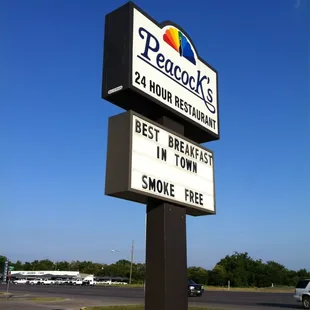 Peacock's
24 HOUR RESTAURANT
BEST BREAKFAST
IN TOWN
SMOKE FREE